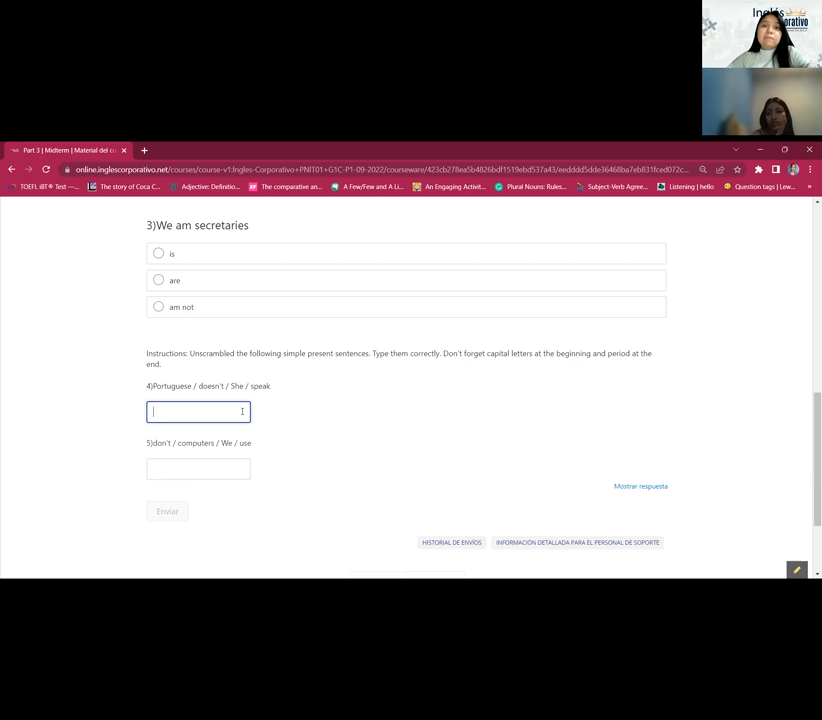 Inglés
orativo
Part 3 | Midterm | Material del cu
online.inglescorporativo.net/courses/course-v1:Ingles-Corporativo+PNIT01+G1C-P1-09-2022/courseware/423cb278ea5b4826bdf1519ebd537a43/eedddd5dde36468ba7eb831fced072c...
TOEFL iBT® Test —... The story of Coca C... Adjective: Definitio... The comparative an... A Few/Few and A Li... An Engaging Activit... Plural Nouns: Rules... Subject-Verb Agree... Listening | hello Question tags | Lew... »
3)We am secretaries
is
are
am not
Instructions: Unscrambled the following simple present sentences. Type them correctly. Don't forget capital letters at the beginning and period at the
end.
4)Portuguese / doesn't / She / speak
5)don't / computers / We / use
Mostrar respuesta
Enviar
HISTORIAL DE ENVÍOS INFORMACIÓN DETALLADA PARA EL PERSONAL DE SOPORTE